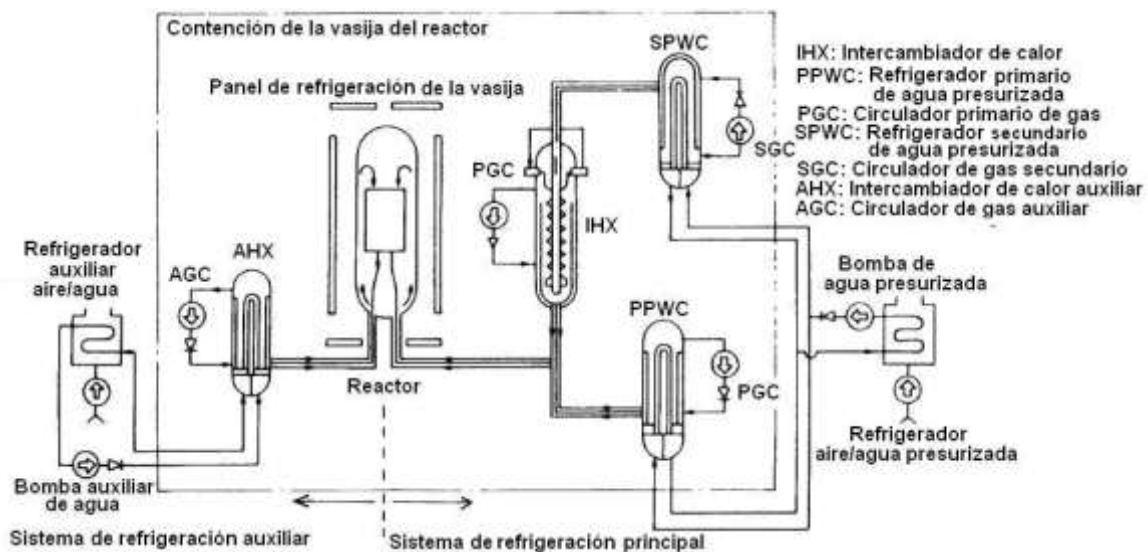 Contención de la vasija del reactor
Panel de refrigeración de la vasija
SPWC
SGC
PGC
IHX
IHX: Intercambiador de calor
PPWC: Refrigerador primario
de agua presurizada
PGC: Circulador primario de gas
SPWC: Refrigerador secundario
de agua presurizada
SGC: Circulador de gas secundario
AHX: Intercambiador de calor auxiliar
AGC: Circulador de gas auxiliar
Refrigerador
auxiliar
aire/agua
AGC
AHX
Reactor
PPWC
PGC
Bomba de
agua presurizada
Refrigerador
aire/agua presurizada
Bomba auxiliar
de agua
Sistema de refrigeración auxiliar
Sistema de refrigeración principal